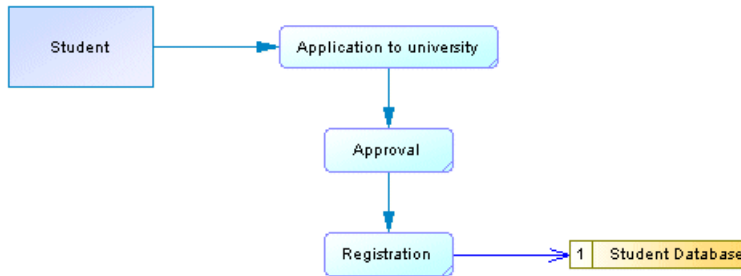 Student
Application to university
Approval
Registration
1 Student Database